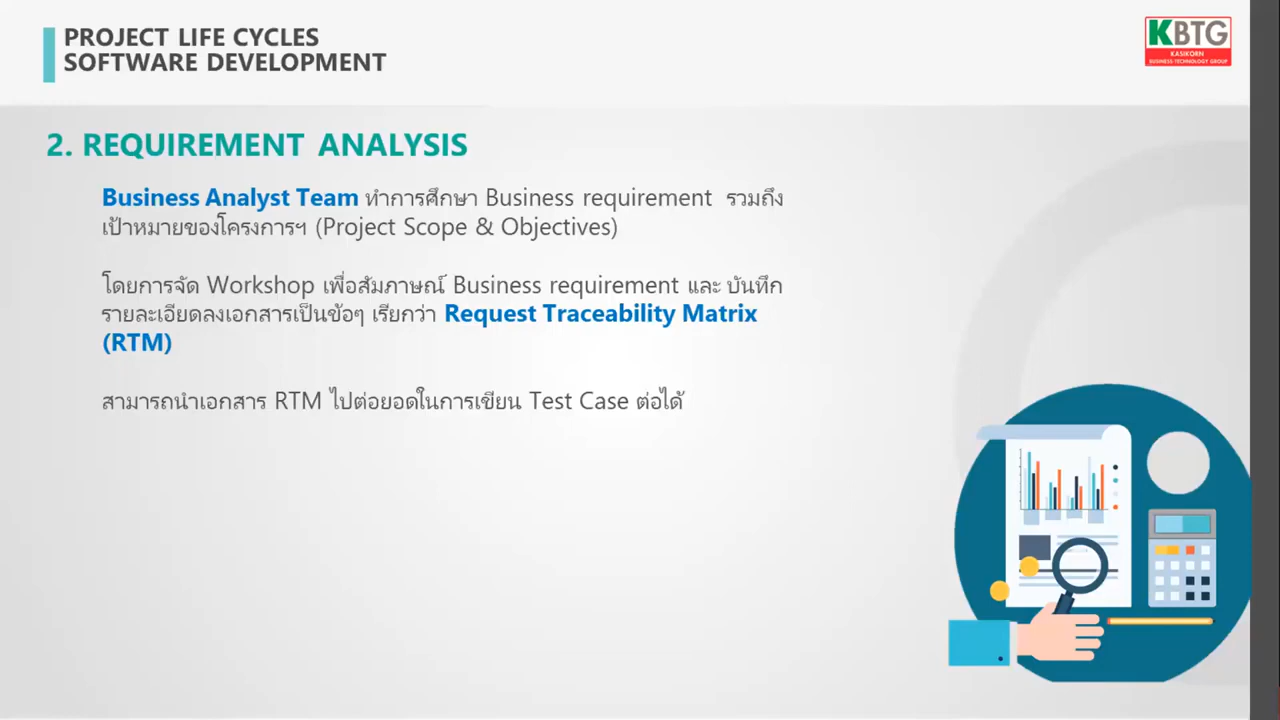 PROJECT LIFE CYCLES
SOFTWARE DEVELOPMENT
KBTG
KASIKORN
BUSINESS-TECHNOLOGY GROUP
2. REQUIREMENT ANALYSIS
Business Analyst Team ทำการศึกษา Business requirement รวมถึง
เป้าหมายของโครงการฯ (Project Scope & Objectives)
โดยการจัด Workshop เพื่อสัมภาษณ์ Business requirement และ บันทึก
รายละเอียดลงเอกสารเป็นข้อๆ เรียกว่า Request Traceability Matrix
(RTM)
สามารถนำเอกสาร RTM ไปต่อยอดในการเขียน Test Case ต่อได้